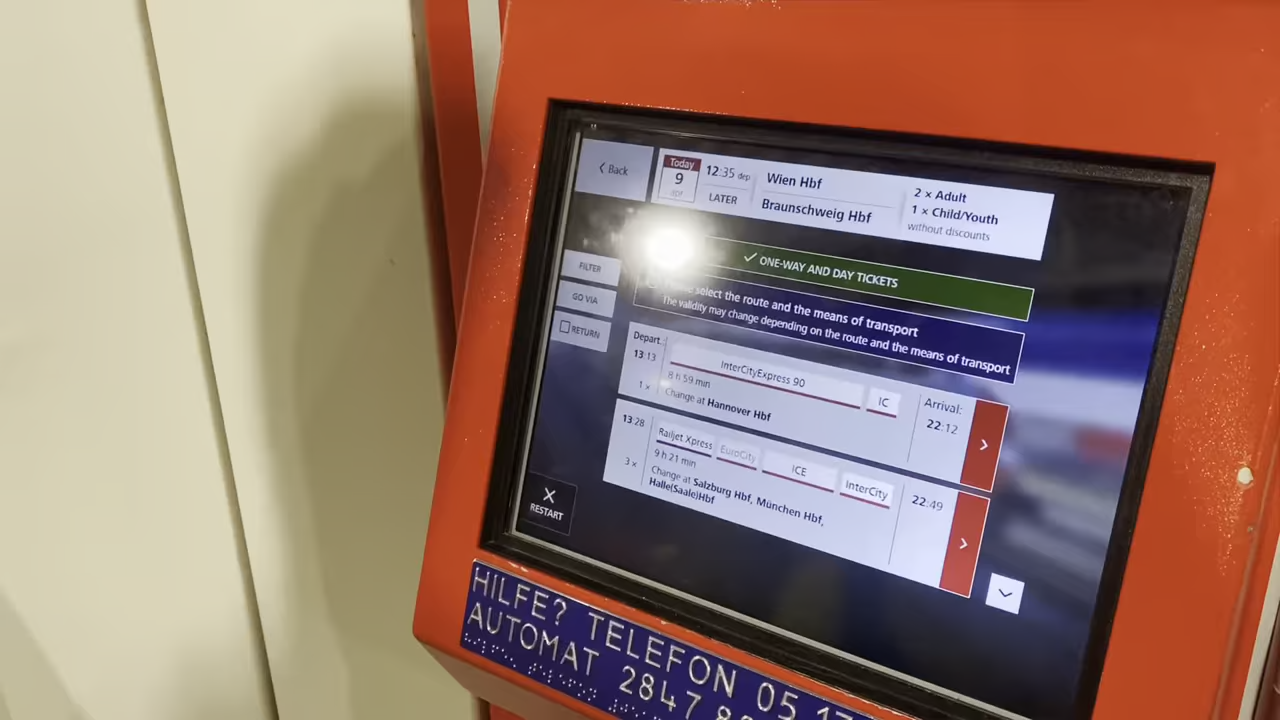 Back
Today
9
apr
12:35 dep
LATER
Wien Hbf
Braunschweig Hbf
2 × Adult
1 × Child/Youth
without discounts
ONE-WAY AND DAY TICKETS
FILTER
GO VIA
RETURN
select the route and the means of transport
The validity may change depending on the route and the means of transport
Depart.:
13:13
1 ×
InterCityExpress 90
IC
8 h 59 min
Change at Hannover Hbf
Arrival:
22:12
13:28
3 ×
Railjet Xpress
EuroCity
ICE
InterCity
9 h 21 min
Change at Salzburg Hbf, München Hbf,
Halle(Saale)Hbf
22:49
RESTART
HILFE? TELEFON 05 17
AUTOMAT 2847